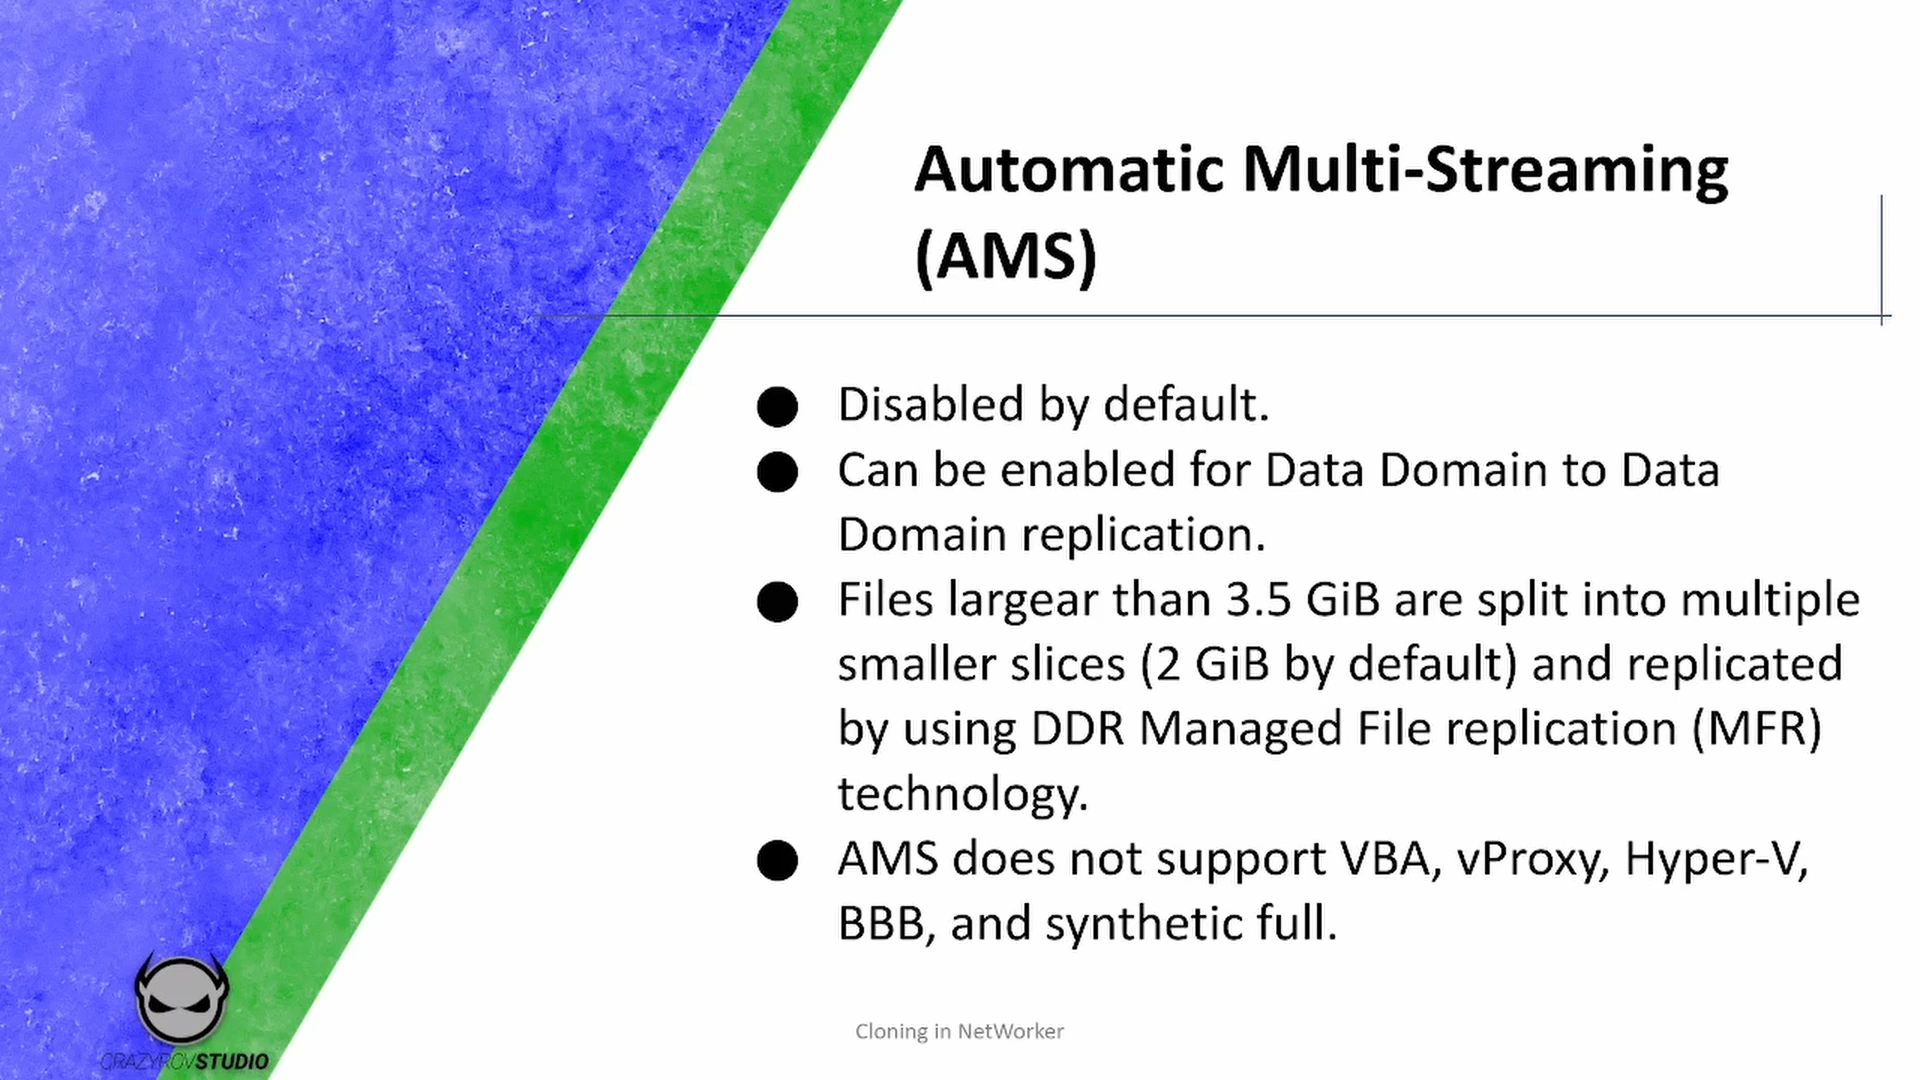 Automatic Multi-Streaming
(AMS)
● Disabled by default.
● Can be enabled for Data Domain to Data
Domain replication.
● Files largear than 3.5 GiB are split into multiple
smaller slices (2 GiB by default) and replicated
by using DDR Managed File replication (MFR)
technology.
● AMS does not support VBA, vProxy, Hyper-V,
BBB, and synthetic full.
Cloning in NetWorker
CRAZYROVSTUDIO